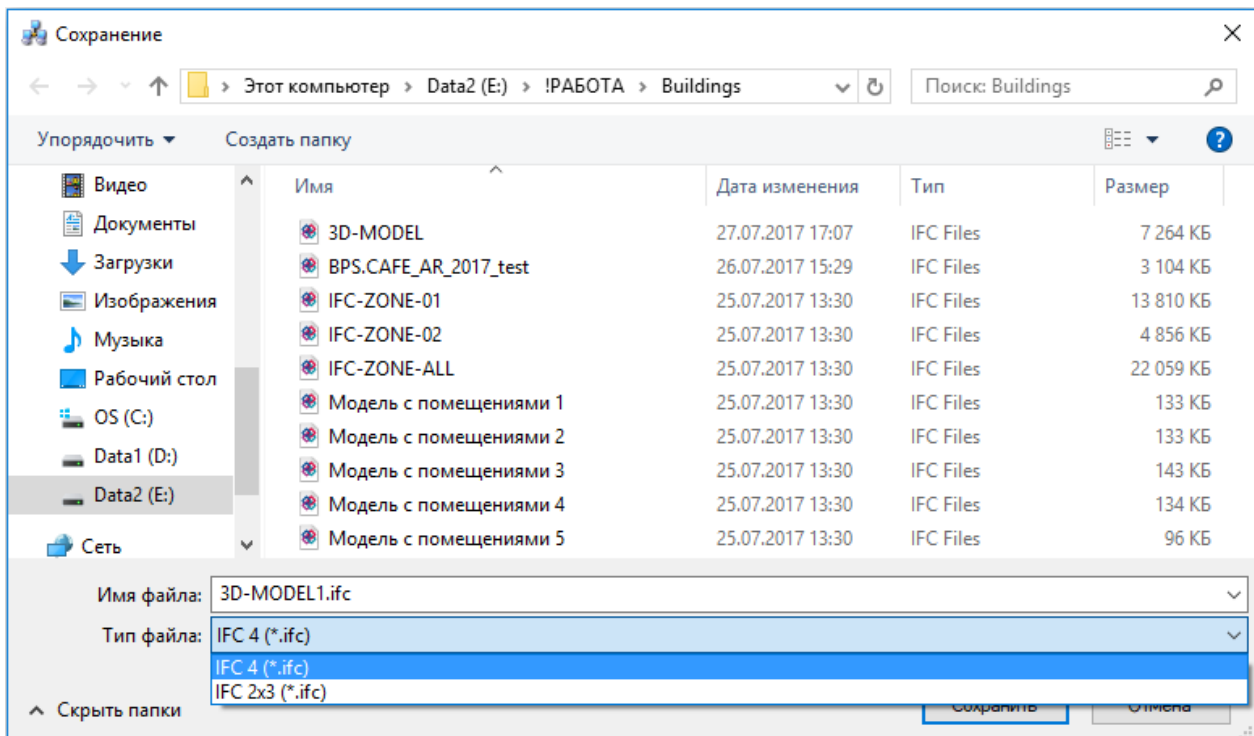 Сохранение
Этот компьютер > Data2 (E:) > !РАБОТА > Buildings
Поиск: Buildings
Упорядочить
Создать папку
Имя Дата изменения Тип Размер
Видео
Документы
Загрузки
Изображения
Музыка
Рабочий стол
OS (C:)
Data1 (D:)
Data2 (E:)
Сеть
3D-MODEL 27.07.2017 17:07 IFC Files 7 264 КБ
BPS.CAFE_AR_2017_test 26.07.2017 15:29 IFC Files 3 104 КБ
IFC-ZONE-01 25.07.2017 13:30 IFC Files 13 810 КБ
IFC-ZONE-02 25.07.2017 13:30 IFC Files 4 856 КБ
IFC-ZONE-ALL 25.07.2017 13:30 IFC Files 22 059 КБ
Модель с помещениями 1 25.07.2017 13:30 IFC Files 133 КБ
Модель с помещениями 2 25.07.2017 13:30 IFC Files 133 КБ
Модель с помещениями 3 25.07.2017 13:30 IFC Files 143 КБ
Модель с помещениями 4 25.07.2017 13:30 IFC Files 134 КБ
Модель с помещениями 5 25.07.2017 13:30 IFC Files 96 КБ
Имя файла: 3D-MODEL1.ifc
Тип файла: IFC 4 (*.ifc)
IFC 4 (*.ifc)
IFC 2x3 (*.ifc)
Скрыть папки
Сохранить
Отмена